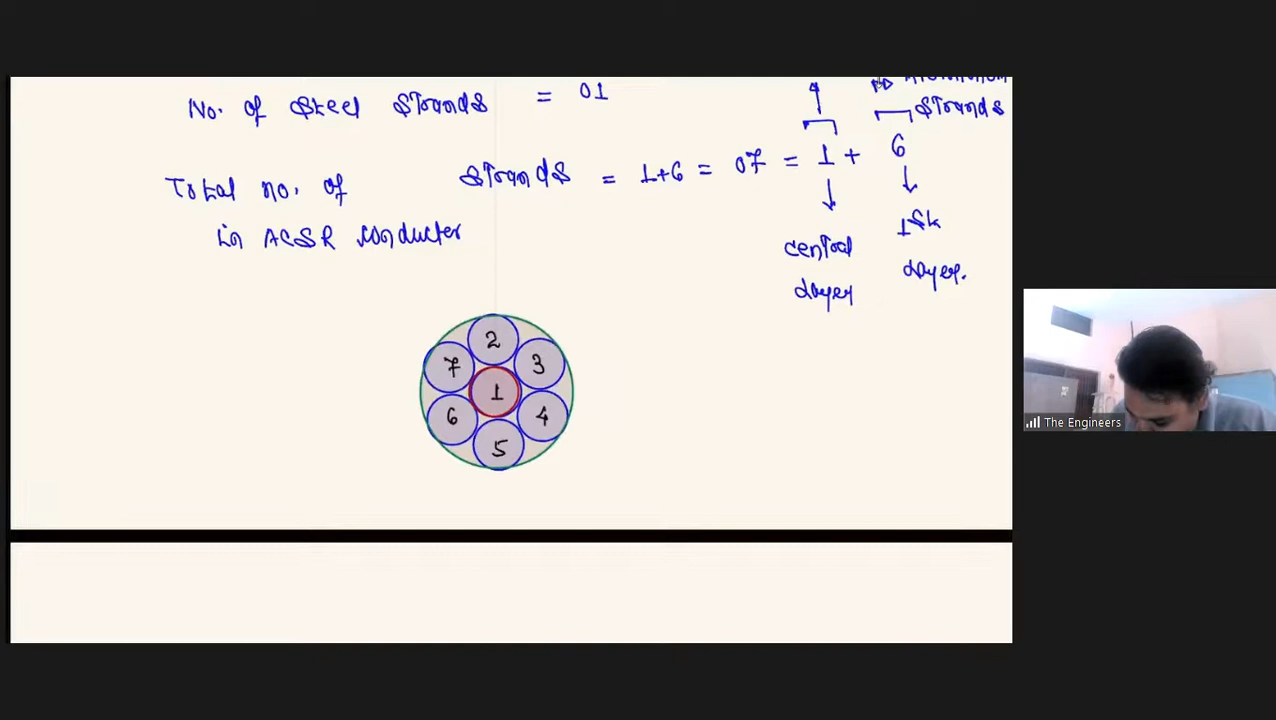 No. of Steel Strands = 01
Strands
Total no. of Strands = 1+6 = 07 = 1 + 6
in ACSR conductor
central layer
1st layer.
2
7
3
1
6
4
5
The Engineers